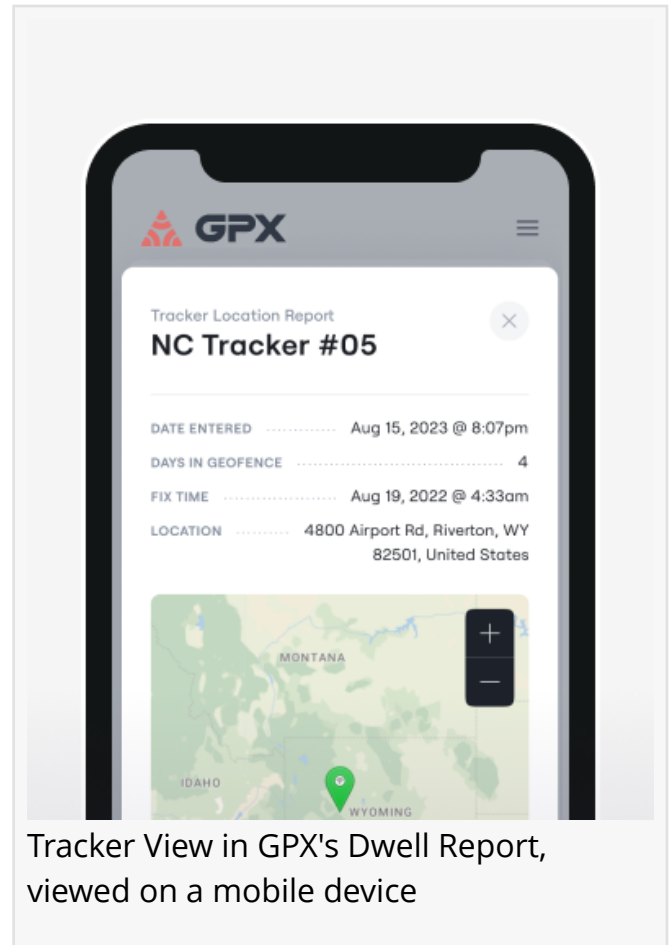 GPX
Tracker Location Report
NC Tracker #05
DATE ENTERED Aug 15, 2023 @ 8:07pm
DAYS IN GEOFENCE 4
FIX TIME Aug 19, 2022 @ 4:33am
LOCATION 4800 Airport Rd, Riverton, WY
82501, United States
+
MONTANA
−
IDAHO
WYOMING
Tracker View in GPX's Dwell Report,
viewed on a mobile device